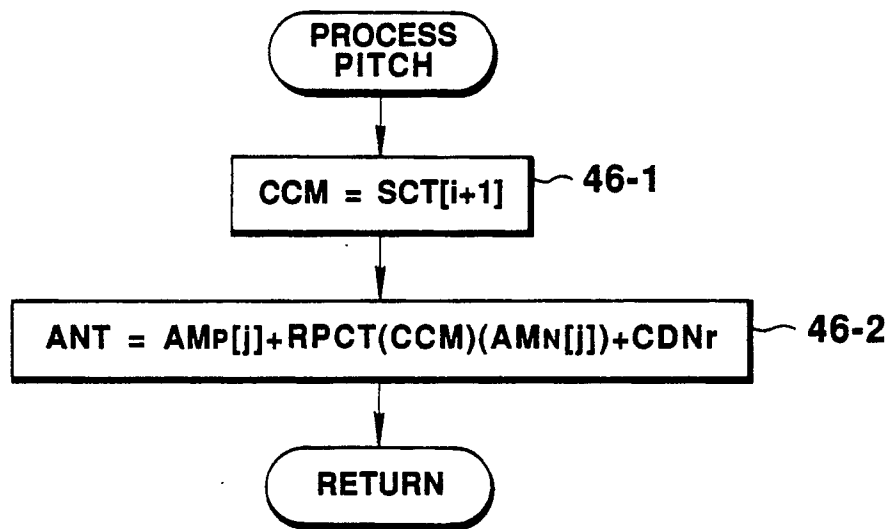 PROCESS
PITCH
CCM = SCT[i+1]
46-1
ANT = AMP[j]+RPCT(CCM)(AMN[j])+CDNr
46-2
RETURN